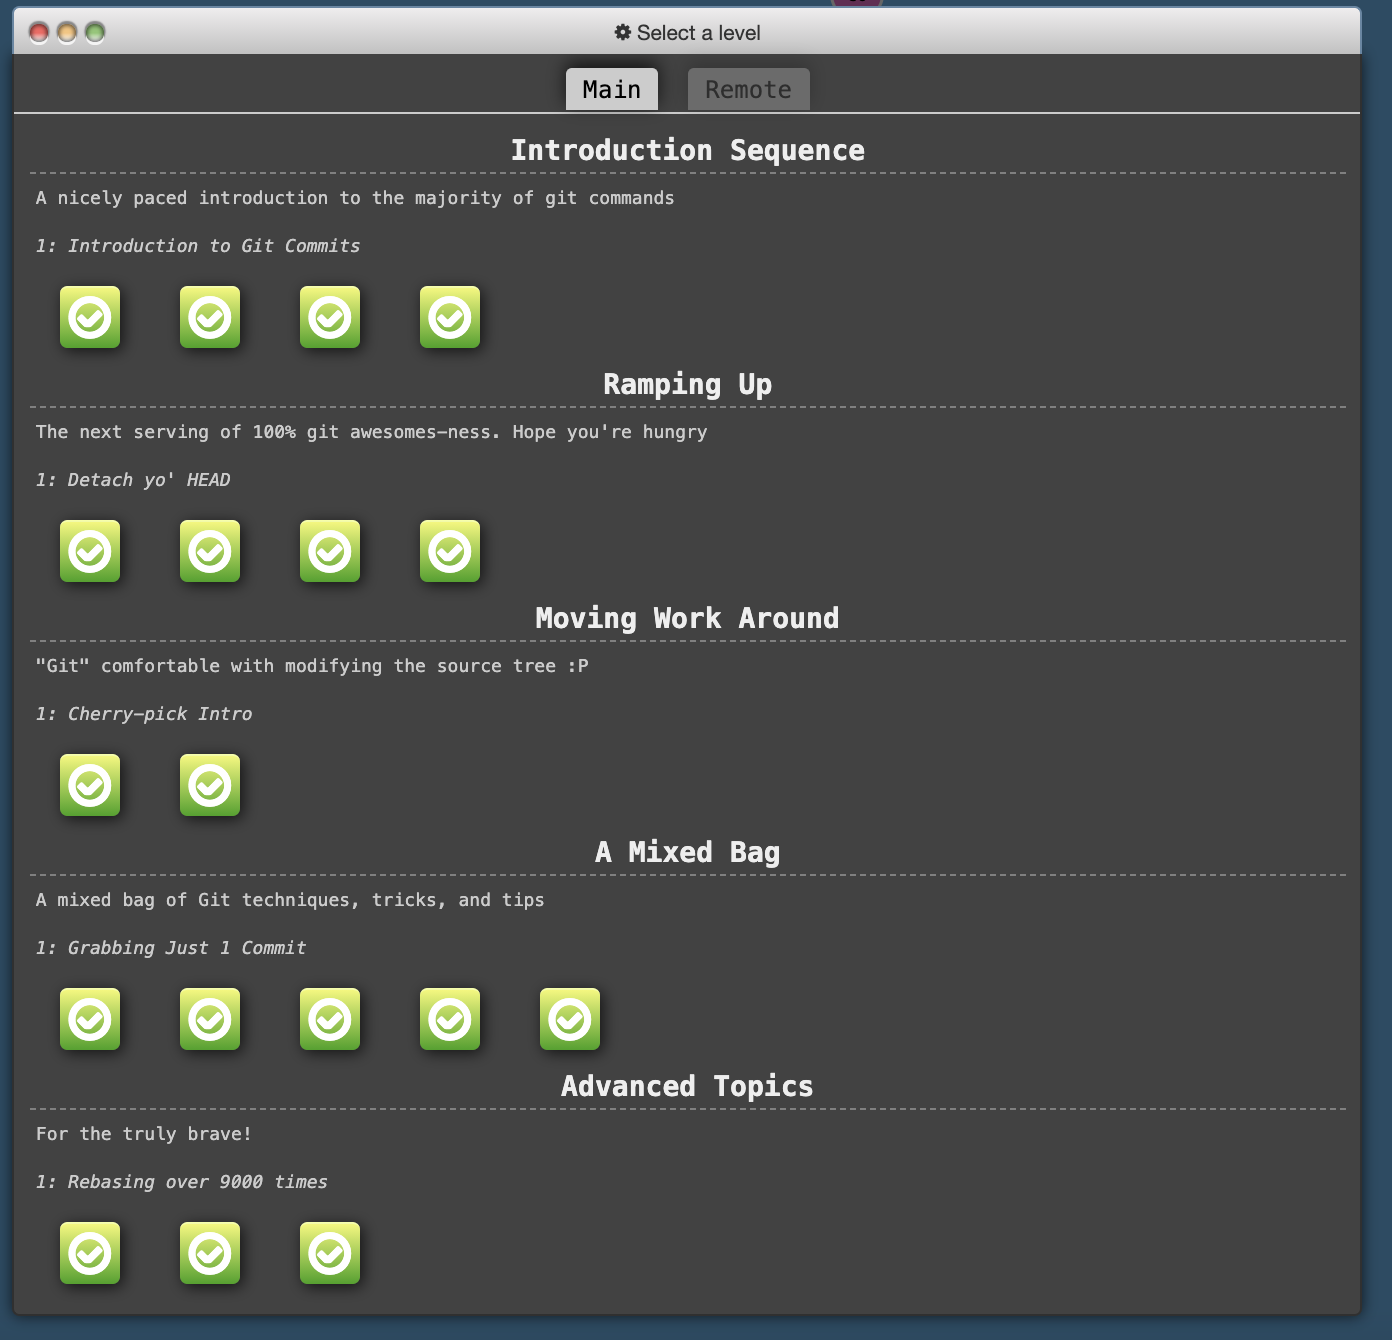 Select a level
Main
Remote
Introduction Sequence
A nicely paced introduction to the majority of git commands
1: Introduction to Git Commits
Ramping Up
The next serving of 100% git awesomes-ness. Hope you're hungry
1: Detach yo' HEAD
Moving Work Around
"Git" comfortable with modifying the source tree :P
1: Cherry-pick Intro
A Mixed Bag
A mixed bag of Git techniques, tricks, and tips
1: Grabbing Just 1 Commit
Advanced Topics
For the truly brave!
1: Rebasing over 9000 times